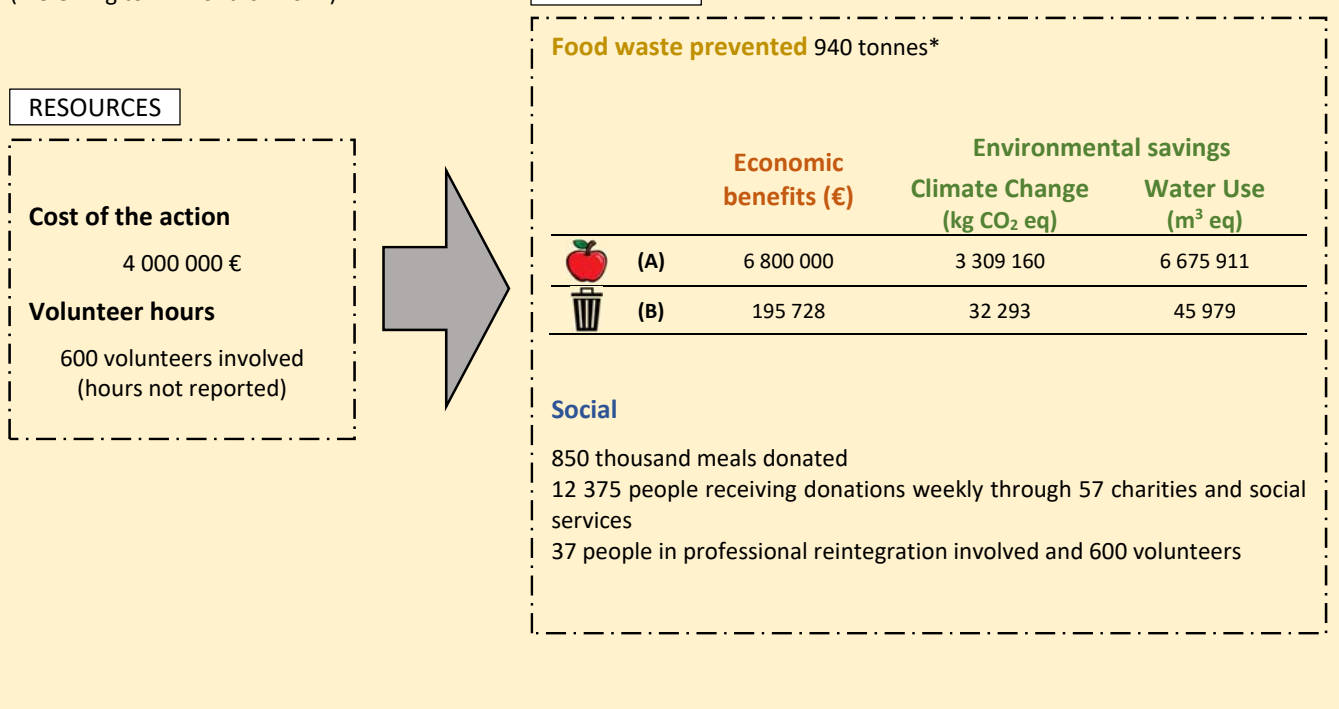 Food waste prevented 940 tonnes*
RESOURCES
Cost of the action
4 000 000 €
Volunteer hours
600 volunteers involved
(hours not reported)
Economic
benefits (€)
Environmental savings
Climate Change
(kg CO₂ eq)
Water Use
(m³ eq)
(A) 6 800 000 3 309 160 6 675 911
(B) 195 728 32 293 45 979
Social
850 thousand meals donated
12 375 people receiving donations weekly through 57 charities and social
services
37 people in professional reintegration involved and 600 volunteers